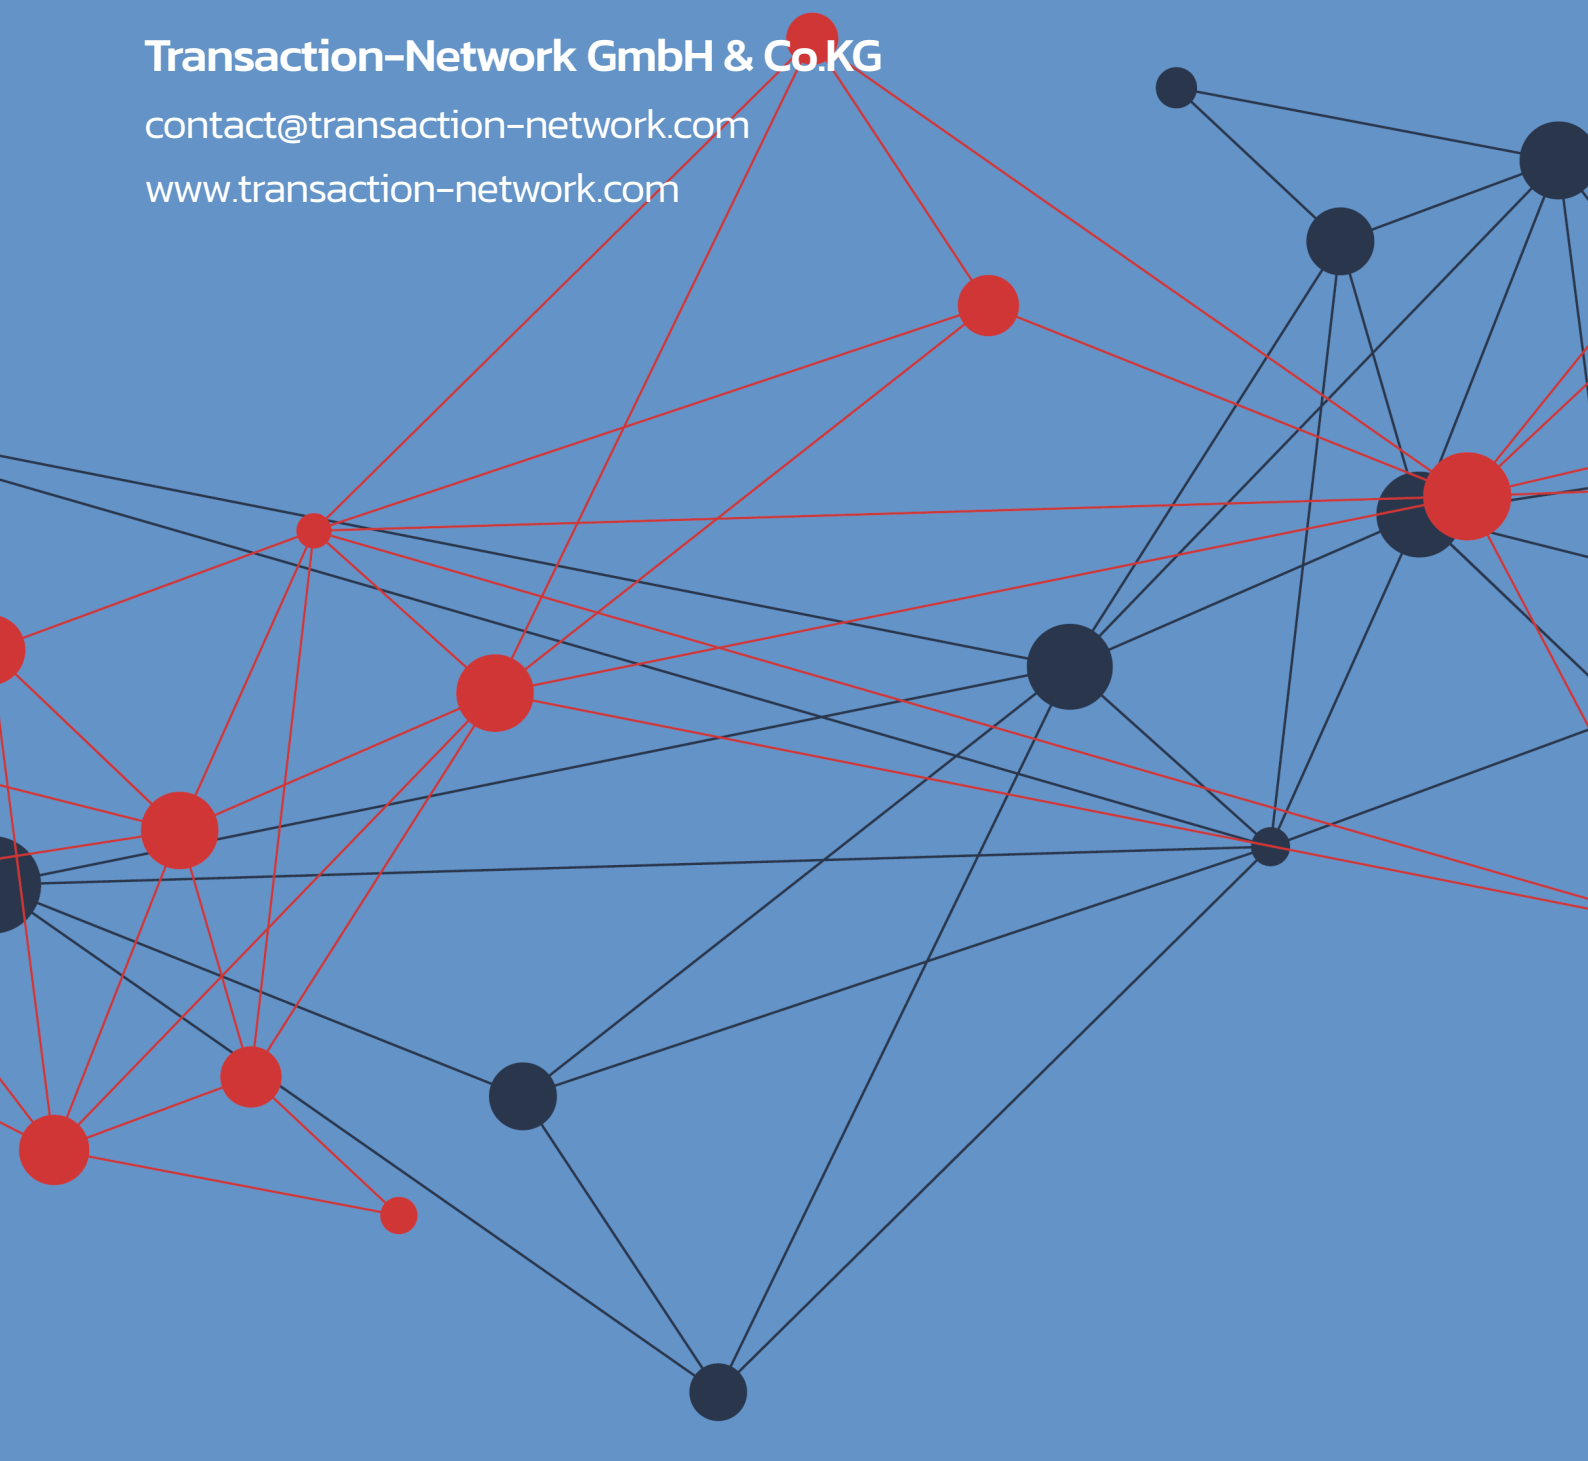 Transaction-Network GmbH & Co.KG
contact@transaction-network.com
www.transaction-network.com